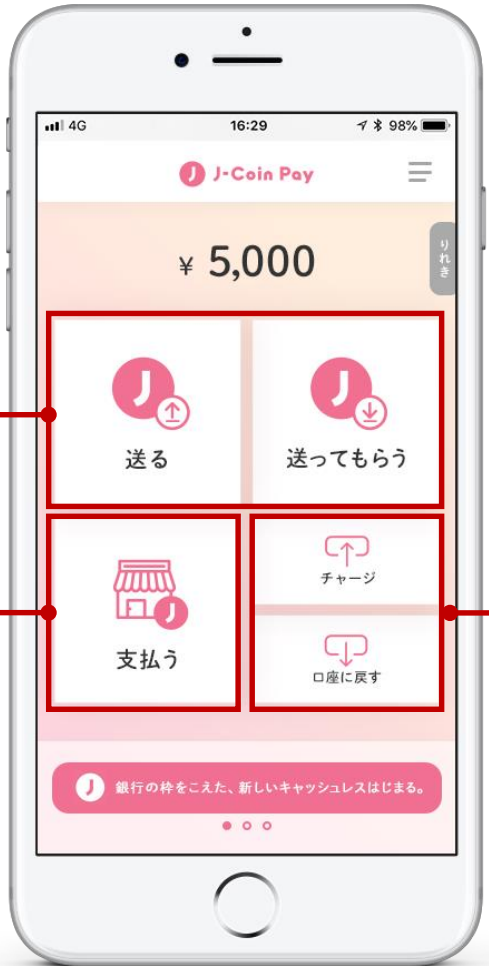 4G 16:29 98%
J-Coin Pay
¥ 5,000
りれき
送る 送ってもらう
チャージ
支払う
口座に戻す
銀行の枠をこえた、新しいキャッシュレスはじまる。